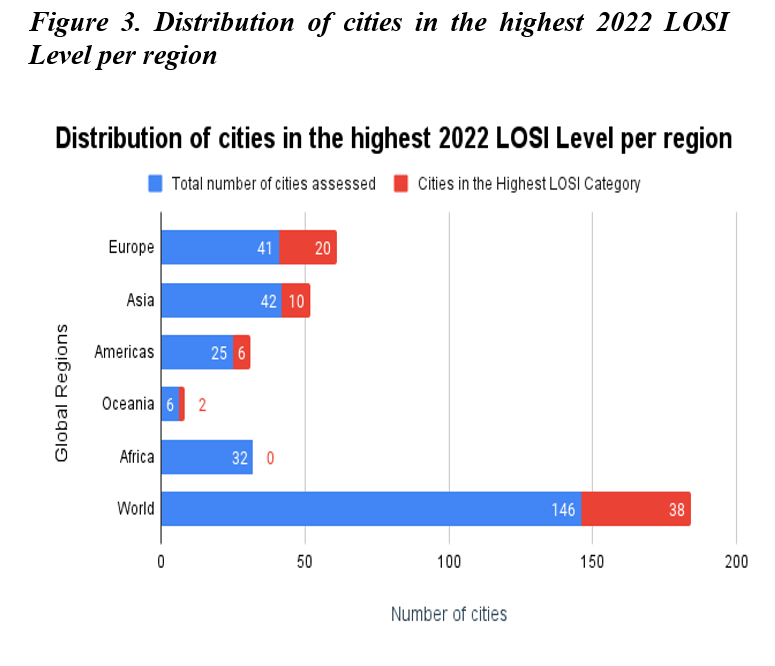 Figure 3. Distribution of cities in the highest 2022 LOSI
Level per region
Distribution of cities in the highest 2022 LOSI Level per region
Total number of cities assessed
Cities in the Highest LOSI Category
Global Regions
Europe 41 20
Asia 42 10
Americas 25 6
Oceania 6 2
Africa 32 0
World 146 38
0 50 100 150 200
Number of cities